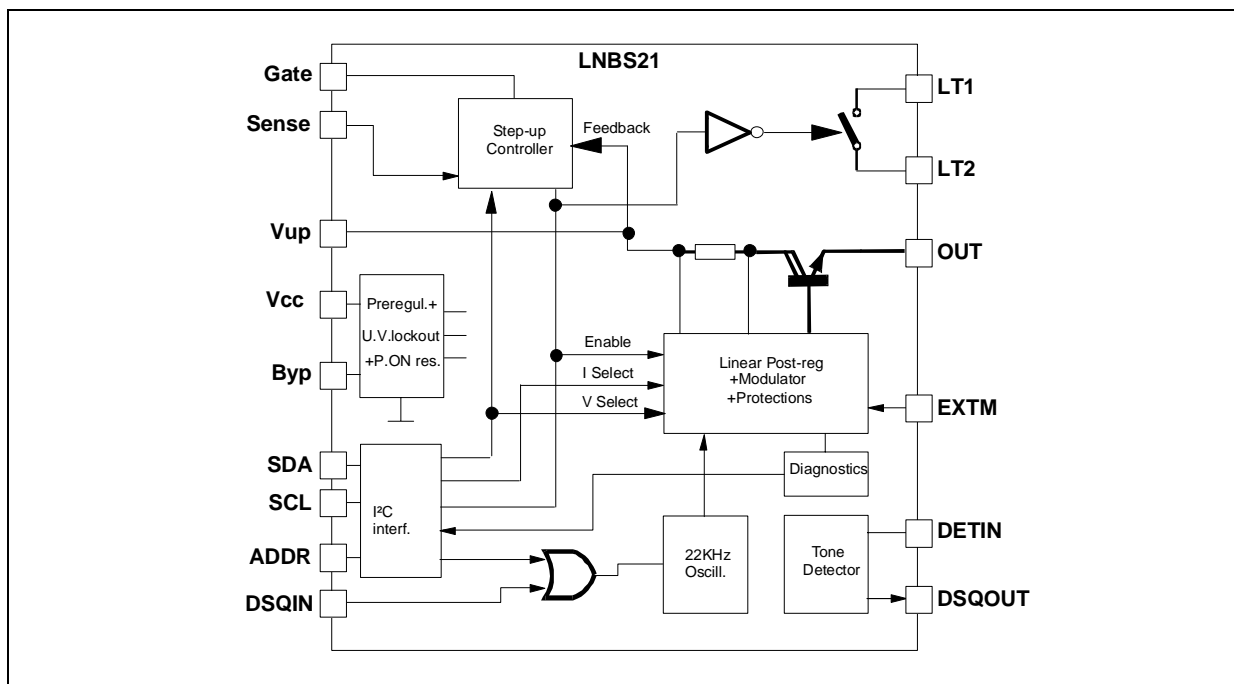 LNBS21
Gate
LT1
Sense
Step-up
Controller
Feedback
LT2
Vup
OUT
Vcc
Preregul.+
U.V.lockout
+P.ON res.
Byp
Enable
I Select
V Select
Linear Post-reg
+Modulator
+Protections
EXTM
SDA
SCL
ADDR
DSQIN
I²C
interf.
Diagnostics
22KHz
Oscill.
Tone
Detector
DETIN
DSQOUT